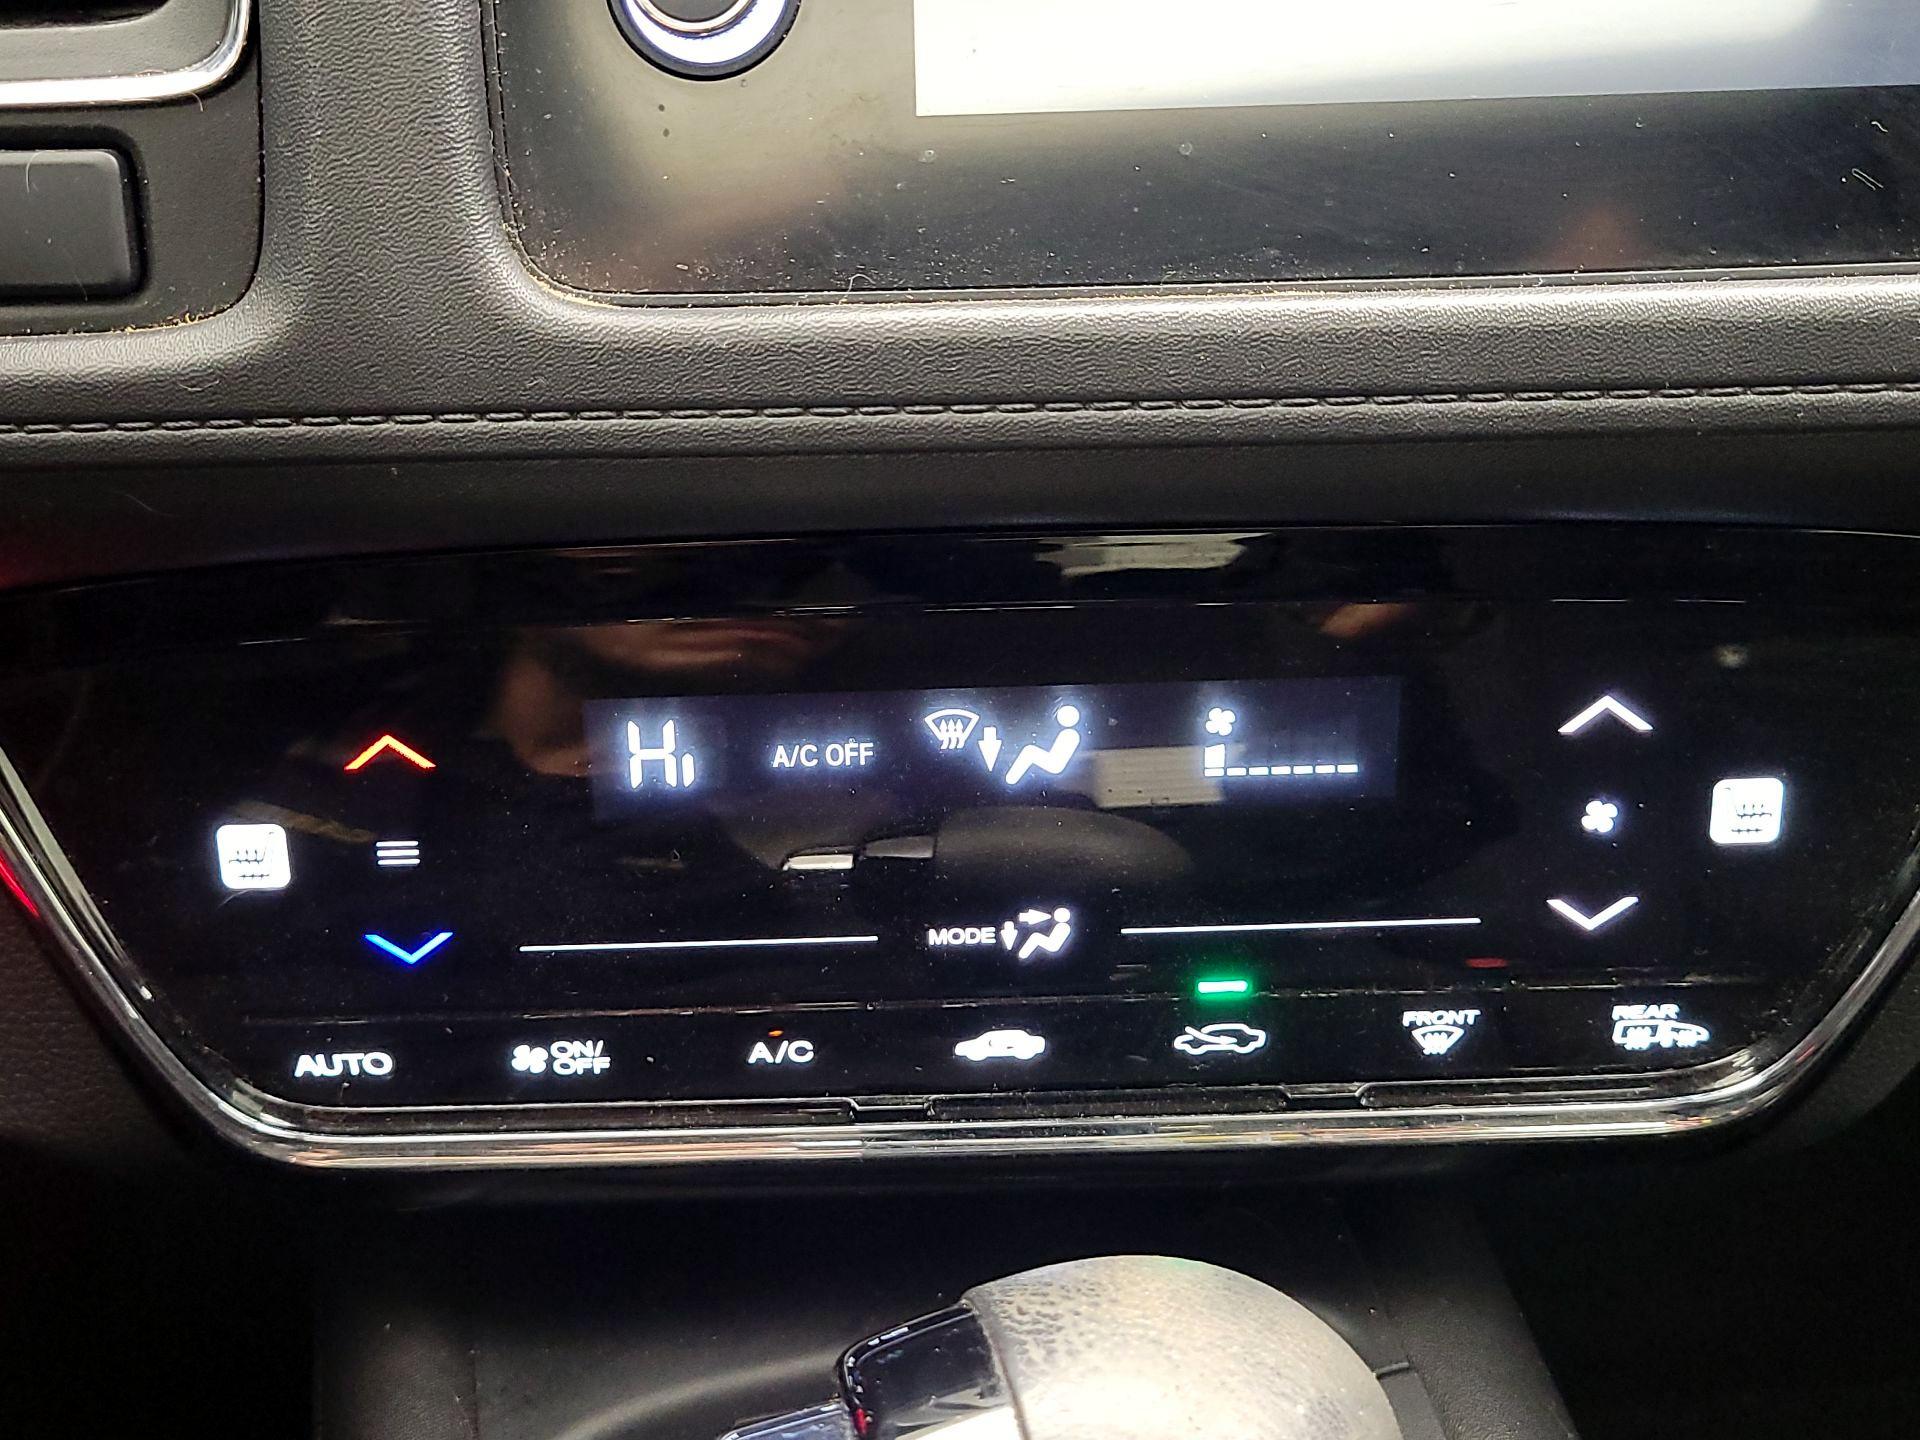 Hi
A/C OFF
MODE
AUTO
ON/
OFF
A/C
FRONT
REAR